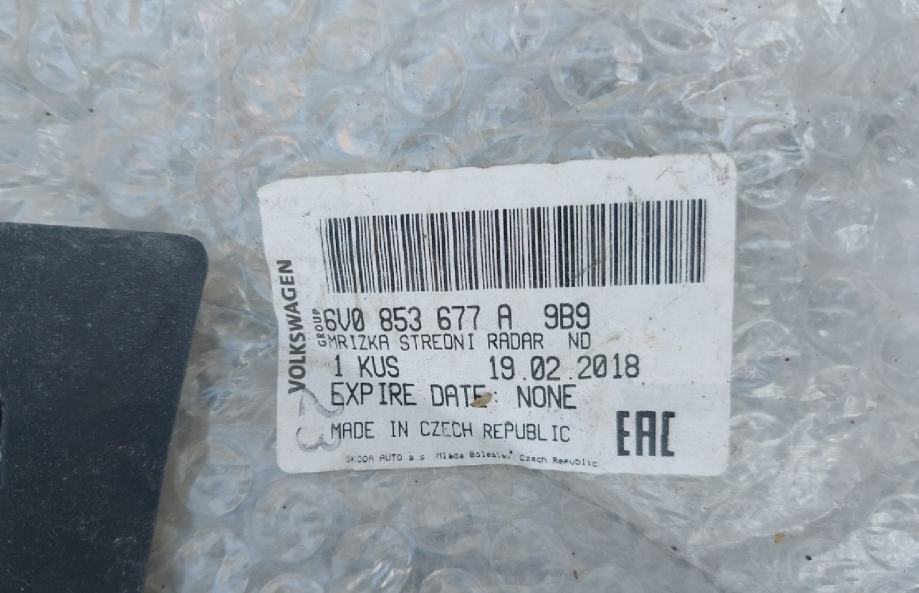 VOLKSWAGEN
GROUP
6V0 853 677 A 9B9
MRIZKA STREDNI RADAR ND
1 KUS 19.02.2018
EXPIRE DATE: NONE
MADE IN CZECH REPUBLIC
EAC
SKODA AUTO a.s. Mlada Boleslav Czech Republic
23